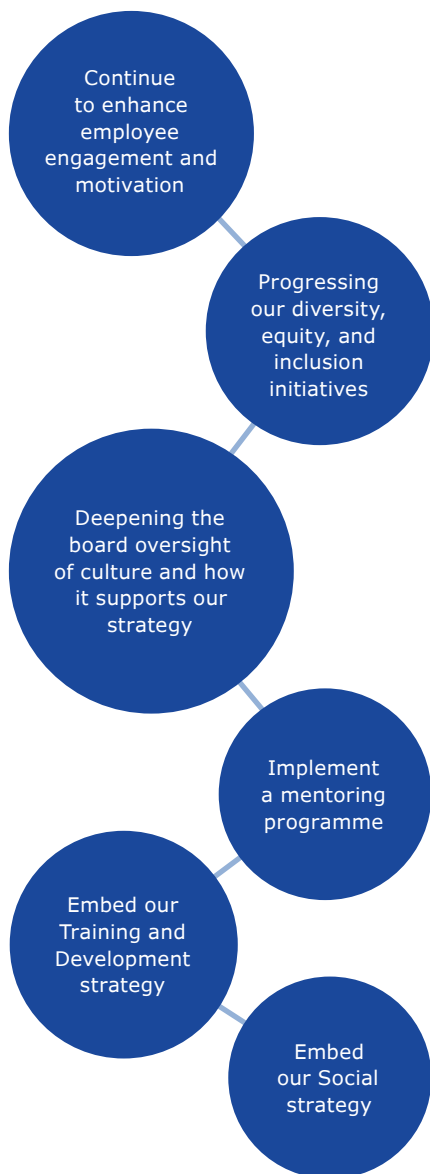 Continue
to enhance
employee
engagement and
motivation
Progressing
our diversity,
equity, and
inclusion
initiatives
Deepening the
board oversight
of culture and how
it supports our
strategy
Implement
a mentoring
programme
Embed our
Training and
Development
strategy
Embed
our Social
strategy